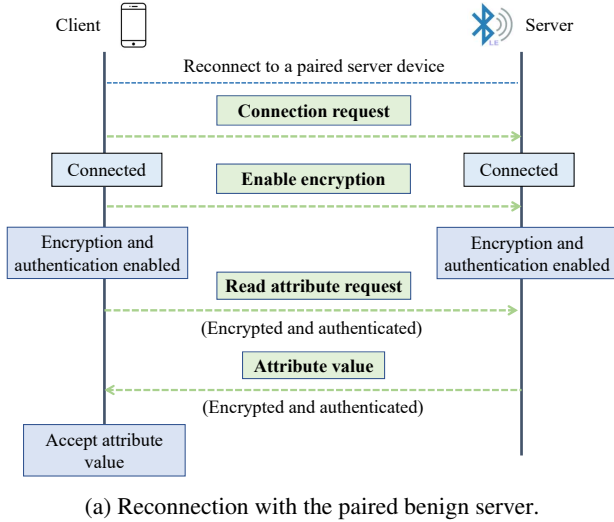 Client
LE
Server
Reconnect to a paired server device
Connection request
Connected
Connected
Enable encryption
Encryption and
authentication enabled
Encryption and
authentication enabled
Read attribute request
(Encrypted and authenticated)
Attribute value
(Encrypted and authenticated)
Accept attribute
value
(a) Reconnection with the paired benign server.